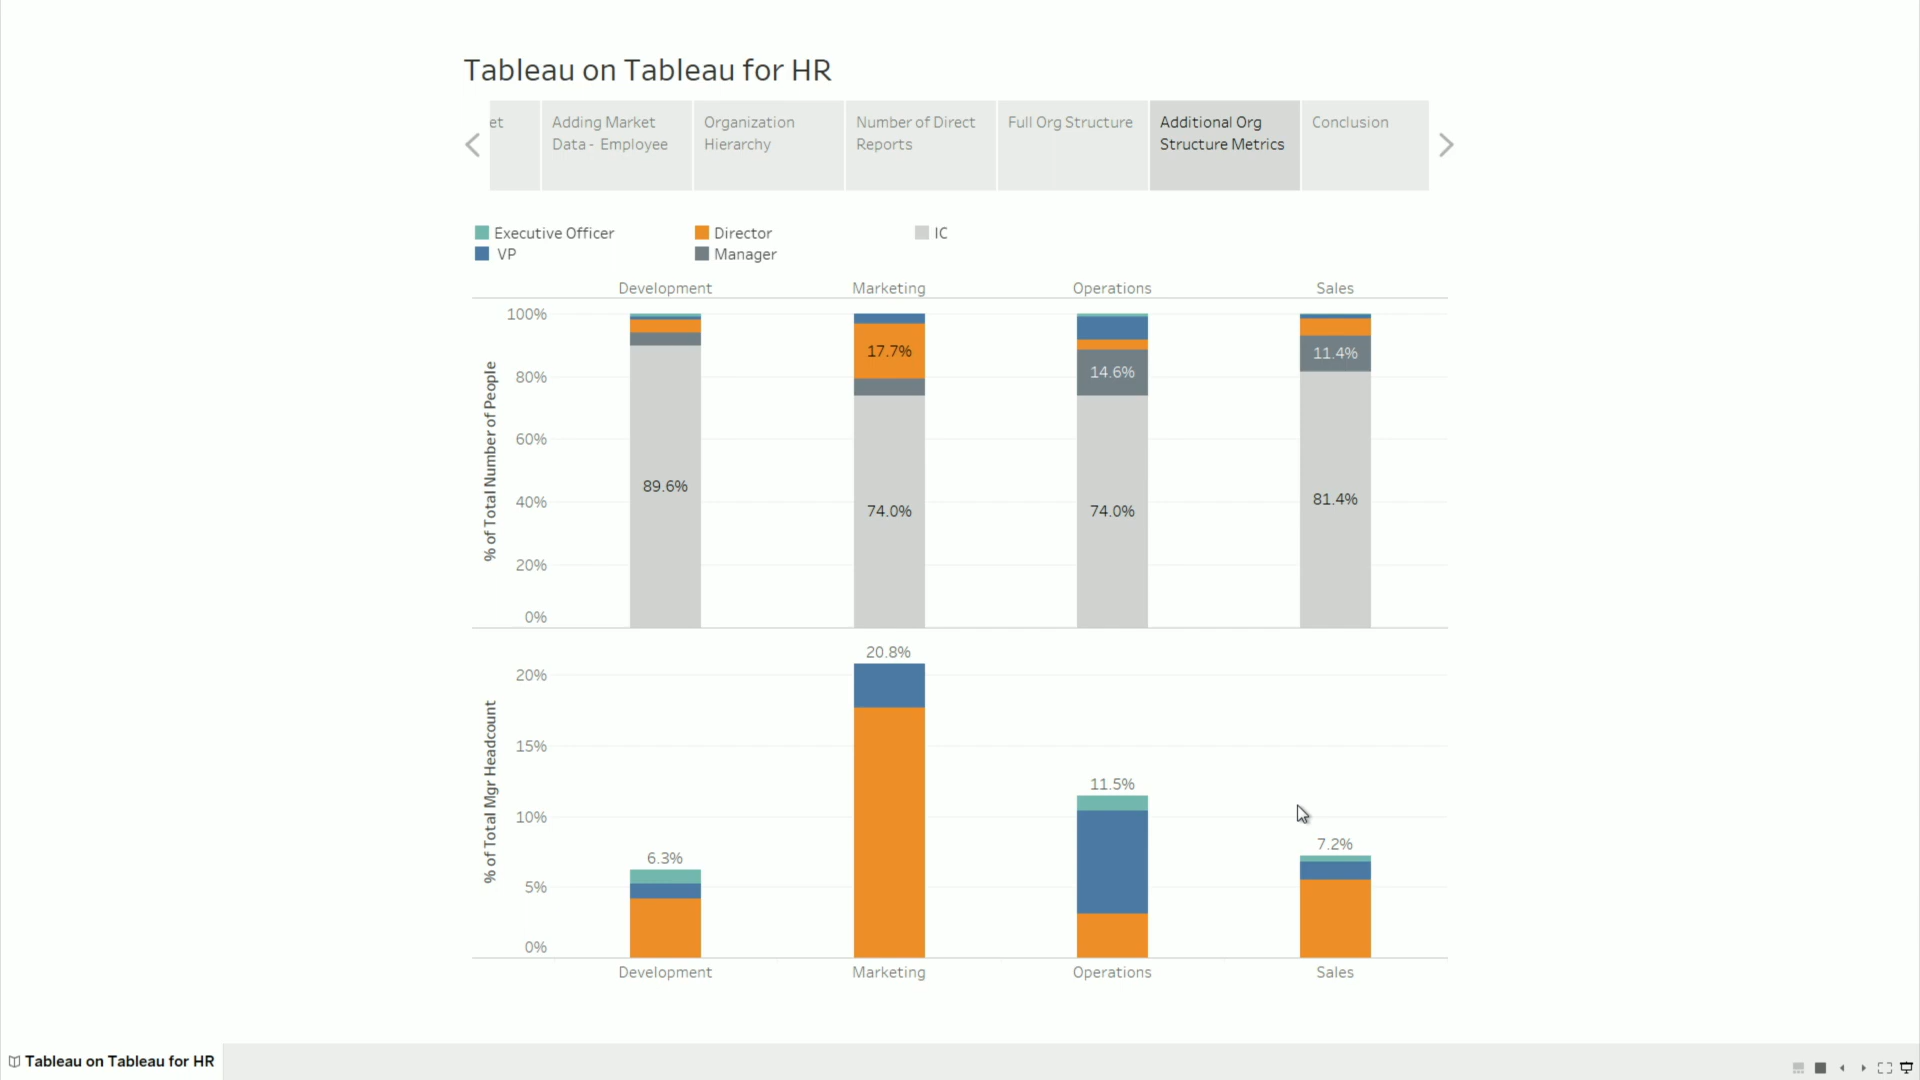 Tableau on Tableau for HR
et
Adding Market
Data - Employee
Organization
Hierarchy
Number of Direct
Reports
Full Org Structure
Additional Org
Structure Metrics
Conclusion
Executive Officer
Director
IC
VP
Manager
Development
Marketing
Operations
Sales
% of Total Number of People
100%
80%
60%
40%
20%
0%
89.6%
17.7%
74.0%
14.6%
74.0%
11.4%
81.4%
% of Total Mgr Headcount
20%
15%
10%
5%
0%
6.3%
20.8%
11.5%
7.2%
Development
Marketing
Operations
Sales
Tableau on Tableau for HR